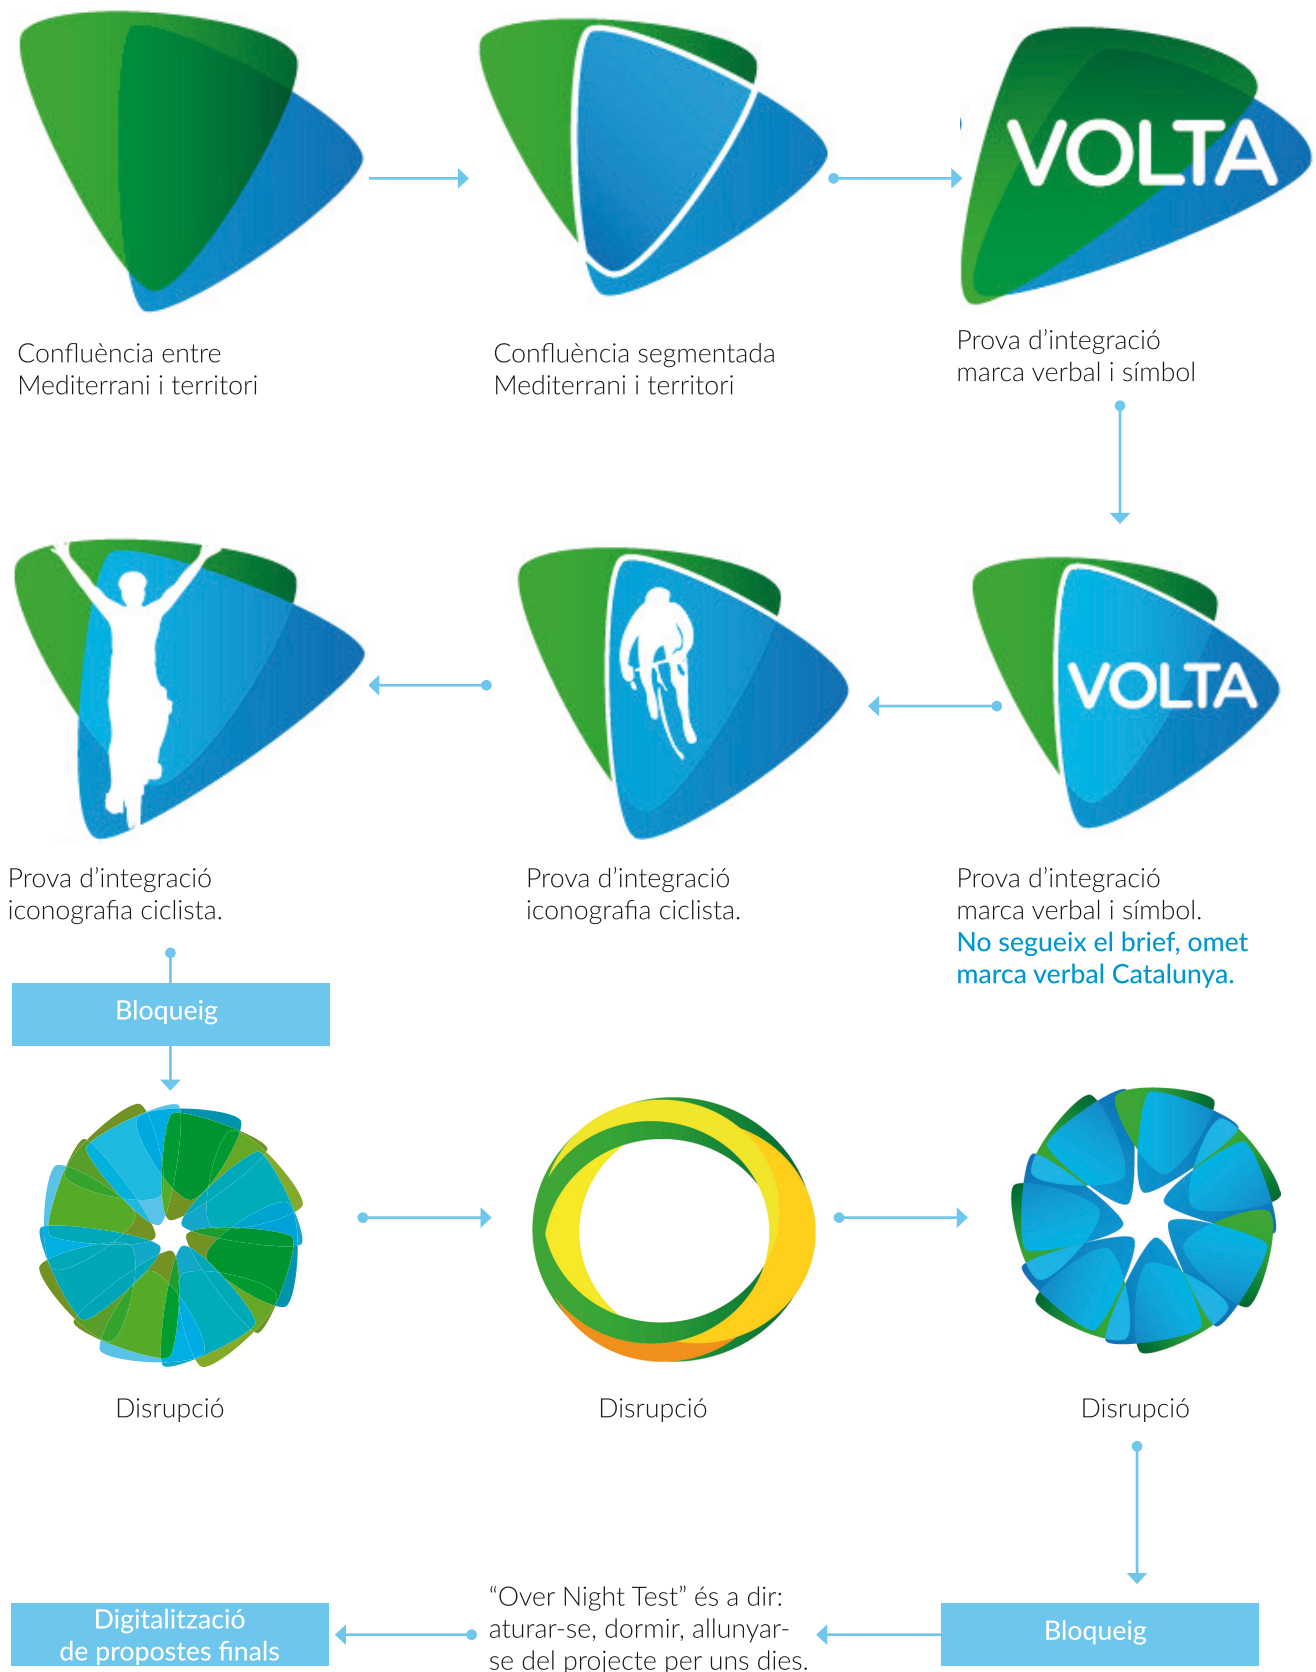 VOLTA
Confluència entre
Mediterrani i territori
Confluència segmentada
Mediterrani i territori
Prova d’integració
marca verbal i símbol
VOLTA
Prova d’integració
iconografia ciclista.
Prova d’integració
iconografia ciclista.
Prova d’integració
marca verbal i símbol.
No segueix el brief, omet
marca verbal Catalunya.
Bloqueig
Disrupció
Disrupció
Disrupció
Bloqueig
“Over Night Test” és a dir:
aturar-se, dormir, allunyar-
se del projecte per uns dies.
Digitalització
de propostes finals